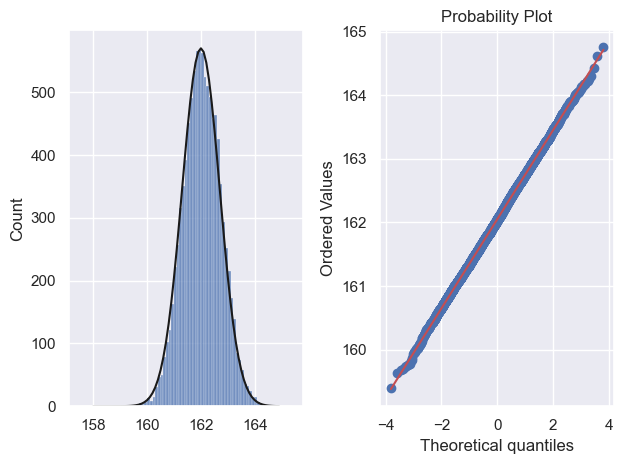 Count
500
400
300
200
100
0
158 160 162 164
Probability Plot
Ordered Values
165
164
163
162
161
160
−4 −2 0 2 4
Theoretical quantiles